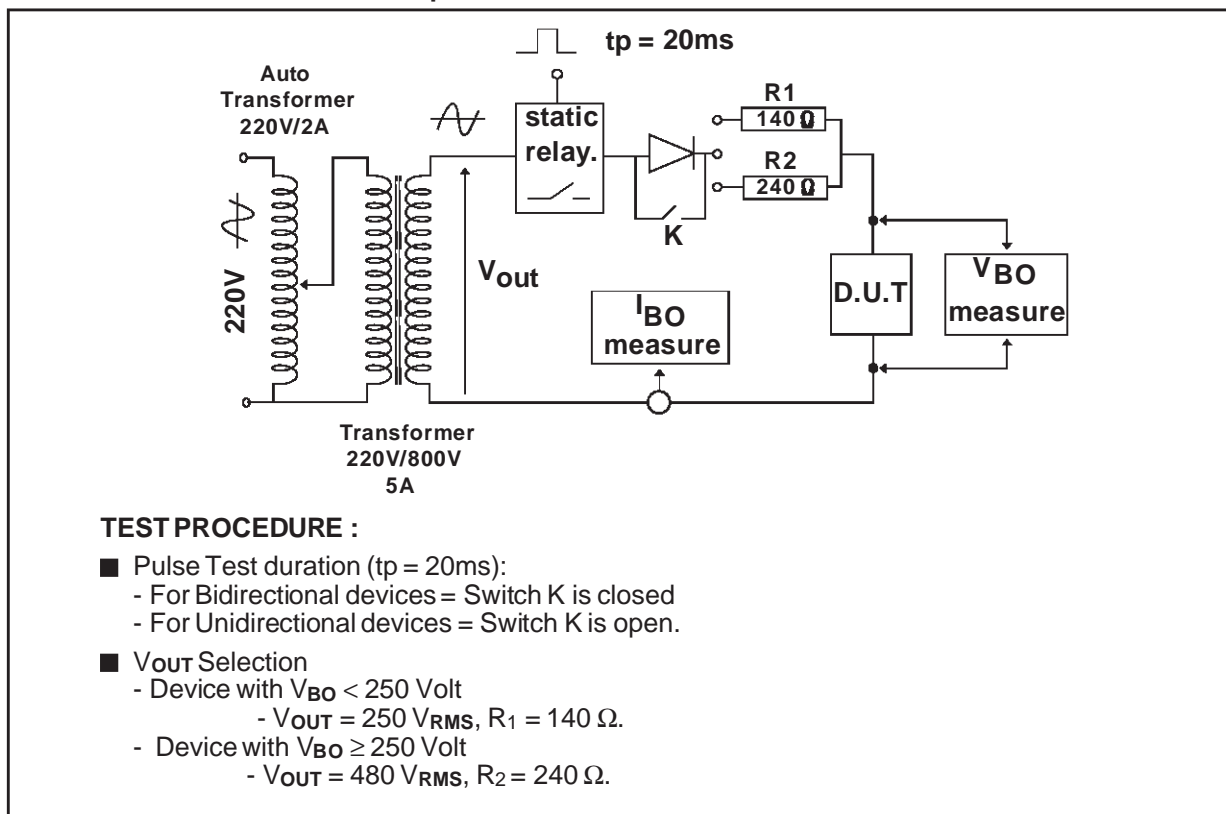 tp = 20ms
Auto
Transformer
220V/2A
static
relay.
R1
140 Ω
R2
240 Ω
K
220V
Vout
IBO
measure
D.U.T
VBO
measure
Transformer
220V/800V
5A
TEST PROCEDURE :
■ Pulse Test duration (tp = 20ms):
- For Bidirectional devices = Switch K is closed
- For Unidirectional devices = Switch K is open.
■ VOUT Selection
- Device with VBO < 250 Volt
- VOUT = 250 VRMS, R1 = 140 Ω.
- Device with VBO ≥ 250 Volt
- VOUT = 480 VRMS, R2 = 240 Ω.